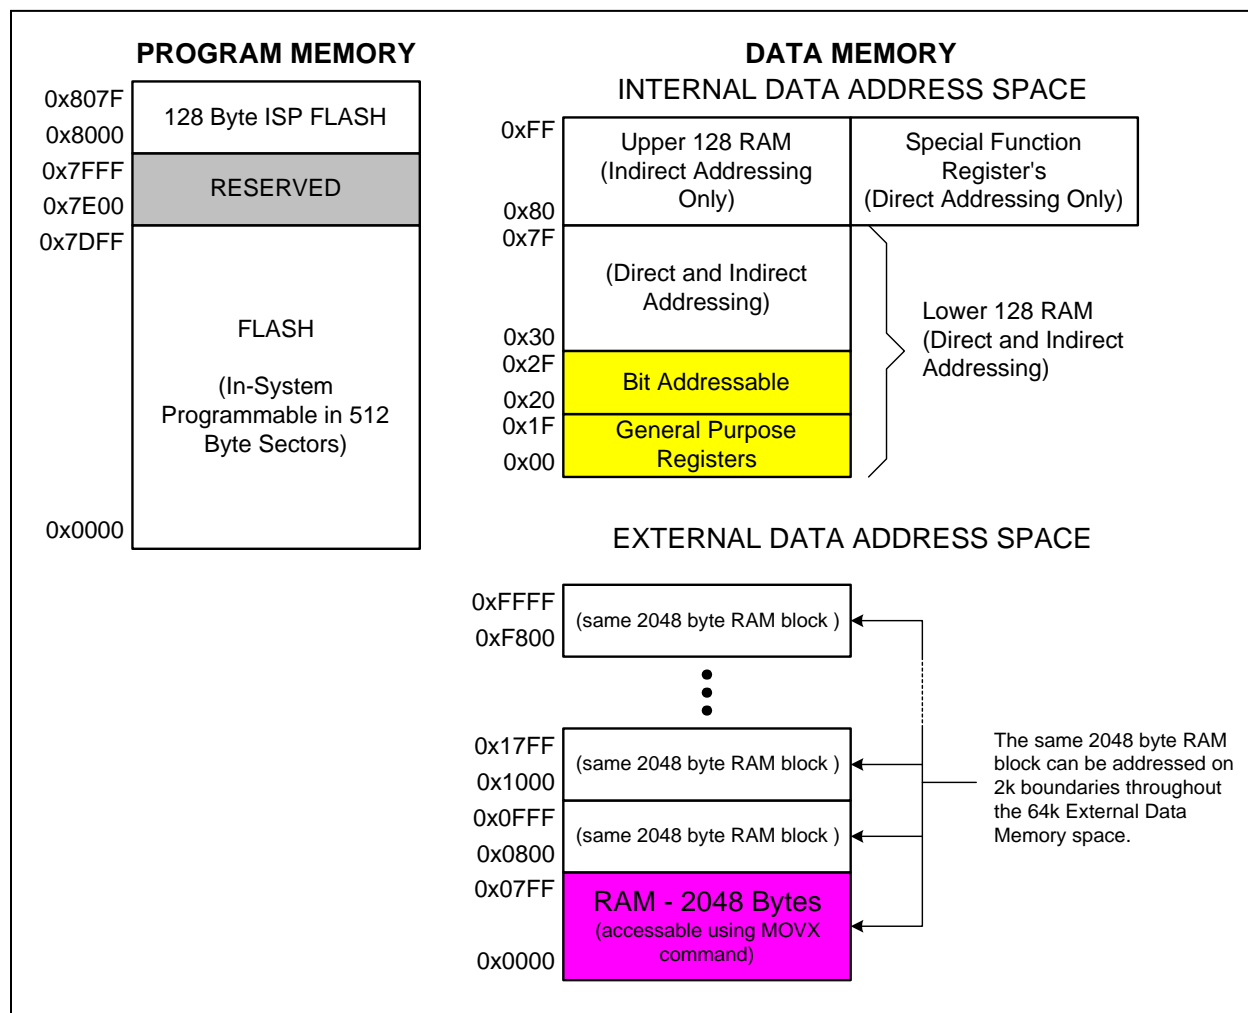 PROGRAM MEMORY
0x807F
128 Byte ISP FLASH
0x8000
0x7FFF
RESERVED
0x7E00
0x7DFF
FLASH
(In-System
Programmable in 512
Byte Sectors)
0x0000
DATA MEMORY
INTERNAL DATA ADDRESS SPACE
0xFF
Upper 128 RAM
(Indirect Addressing
Only)
0x80
Special Function
Register's
(Direct Addressing Only)
0x7F
(Direct and Indirect
Addressing)
0x30
Lower 128 RAM
(Direct and Indirect
Addressing)
0x2F
Bit Addressable
0x20
0x1F
General Purpose
Registers
0x00
EXTERNAL DATA ADDRESS SPACE
0xFFFF
(same 2048 byte RAM block )
0xF800
0x17FF
(same 2048 byte RAM block )
0x1000
0x0FFF
(same 2048 byte RAM block )
0x0800
0x07FF
RAM - 2048 Bytes
(accessable using MOVX
command)
0x0000
The same 2048 byte RAM
block can be addressed on
2k boundaries throughout
the 64k External Data
Memory space.